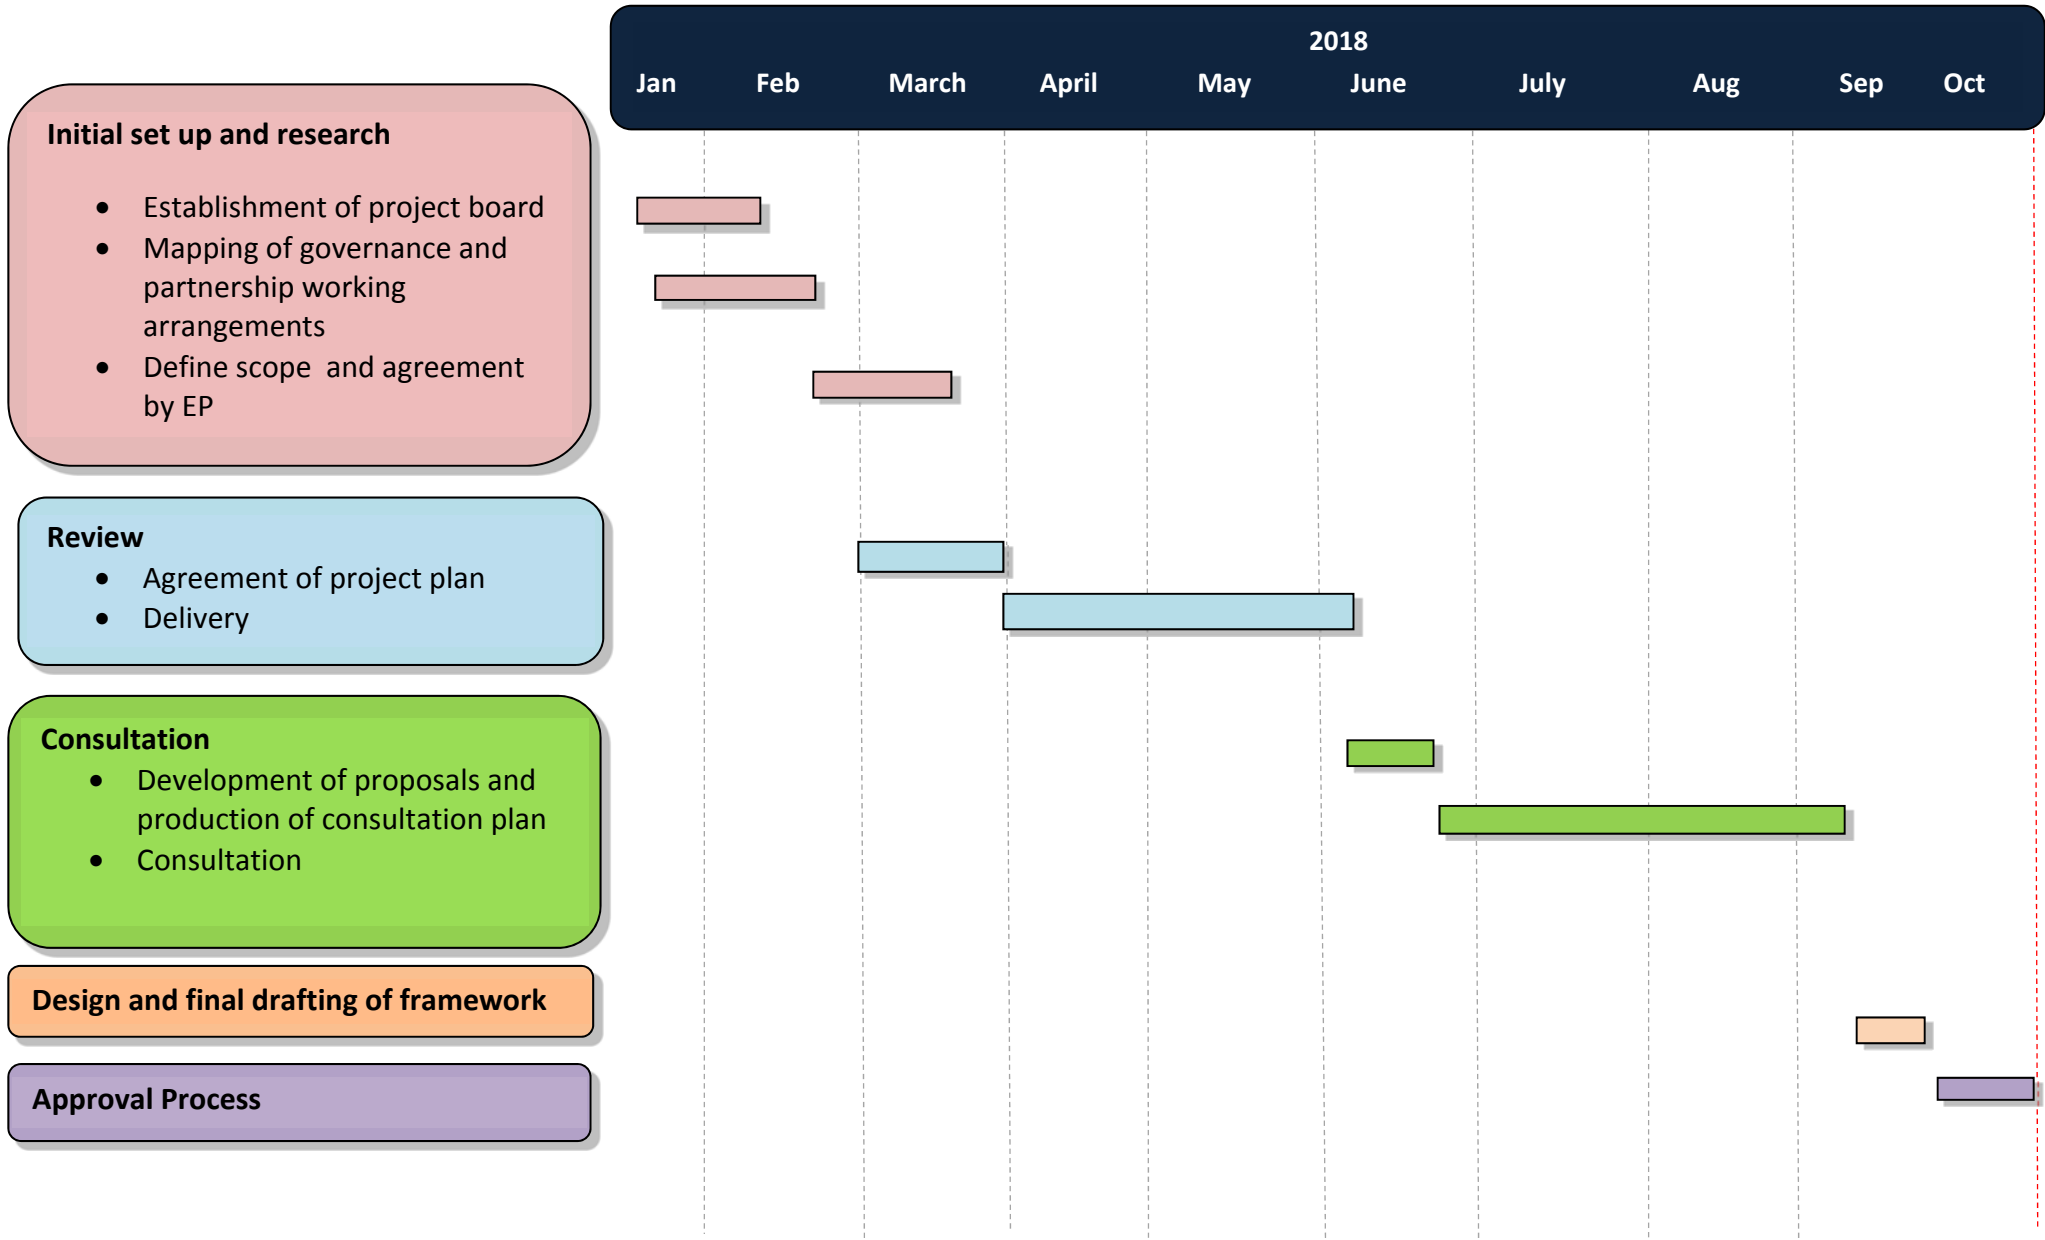 2018
Jan Feb March April May June July Aug Sep Oct
Initial set up and research
• Establishment of project board
• Mapping of governance and
partnership working
arrangements
• Define scope  and agreement
by EP
Review
• Agreement of project plan
• Delivery
Consultation
• Development of proposals and
production of consultation plan
• Consultation
Design and final drafting of framework
Approval Process